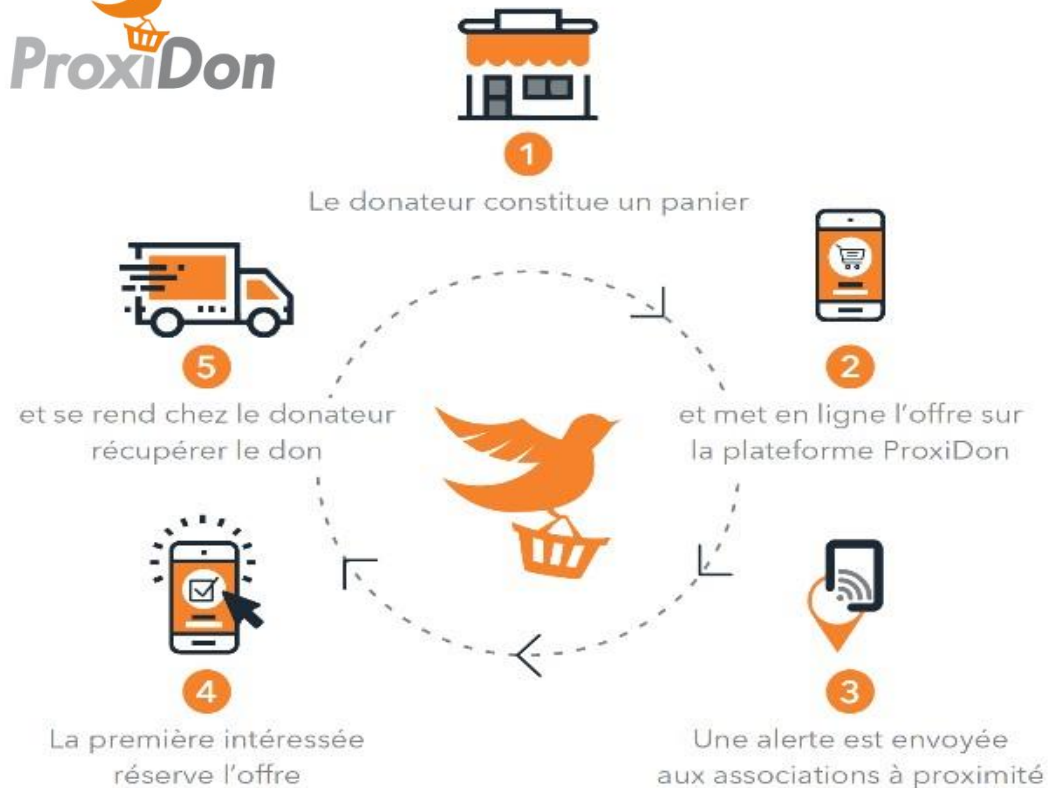 ProxiDon
1
Le donateur constitue un panier
2
et met en ligne l'offre sur
la plateforme ProxiDon
3
Une alerte est envoyée
aux associations à proximité
4
La première intéressée
réserve l'offre
5
et se rend chez le donateur
récupérer le don